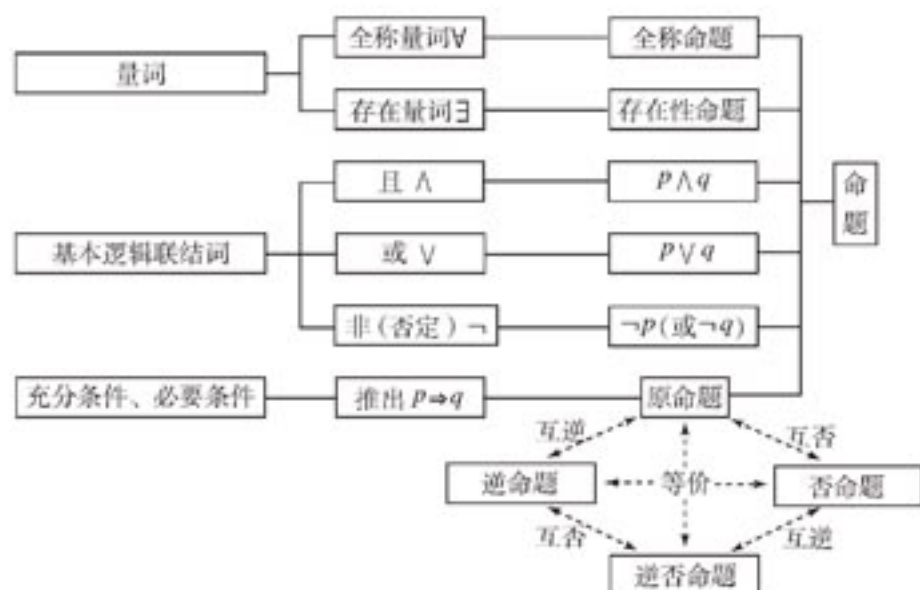 全称量词∀ 全称命题
量词
存在量词∃ 存在性命题
且 ∧ p∧q
命题
基本逻辑联结词 或 ∨ p∨q
非(否定)¬ ¬p(或¬q)
充分条件、必要条件 推出 p⇒q 原命题
互逆 互否
逆命题 等价 否命题
互否 互逆
逆否命题